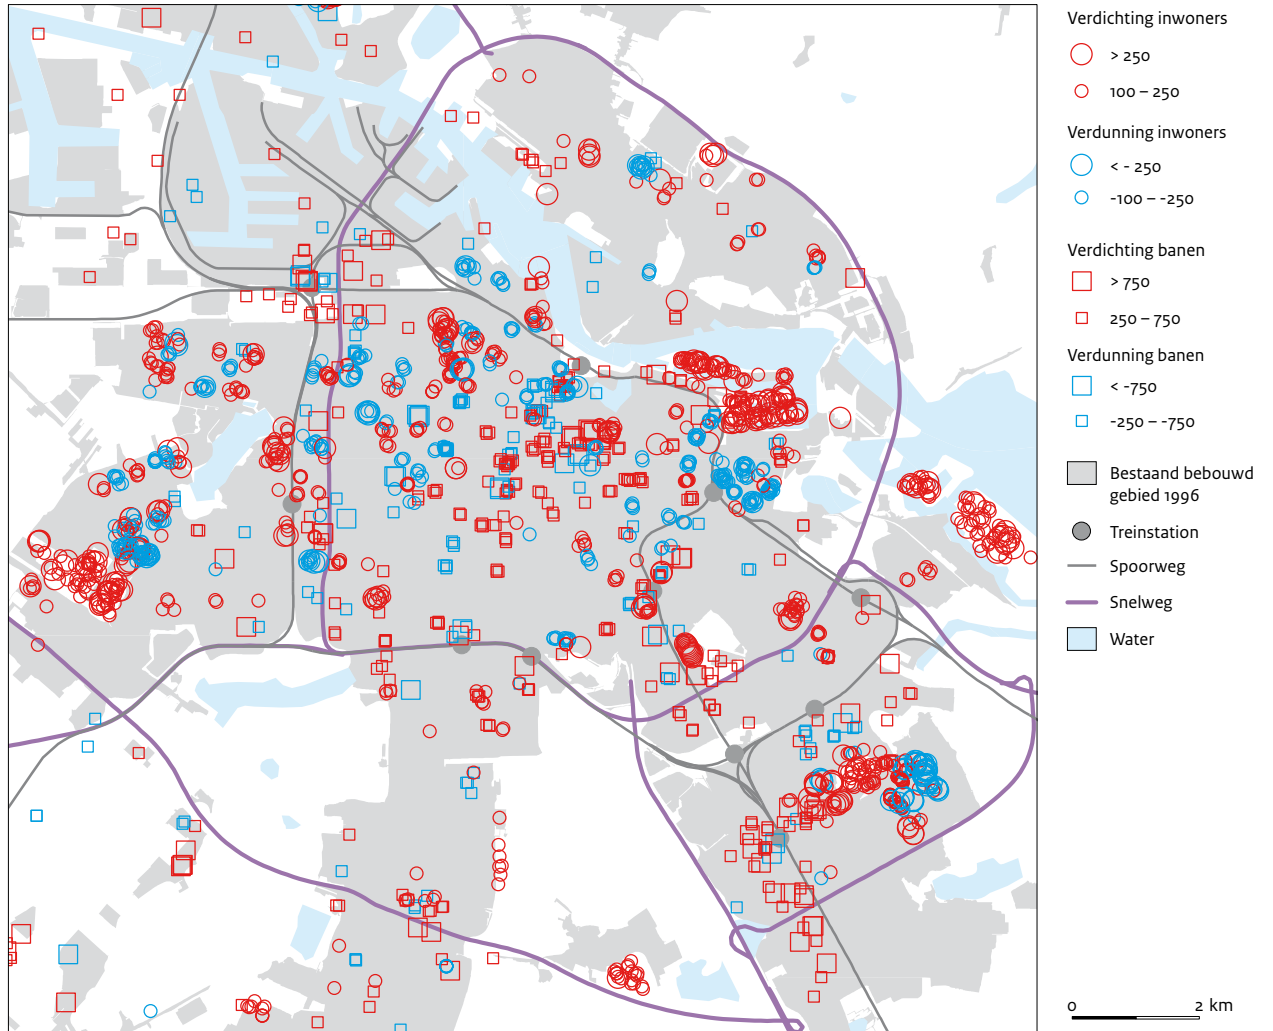 Verdichting inwoners
> 250
100 – 250
Verdunning inwoners
< - 250
-100 – -250
Verdichting banen
> 750
250 – 750
Verdunning banen
< -750
-250 – -750
Bestaand bebouwd
gebied 1996
Treinstation
Spoorweg
Snelweg
Water
0 2 km